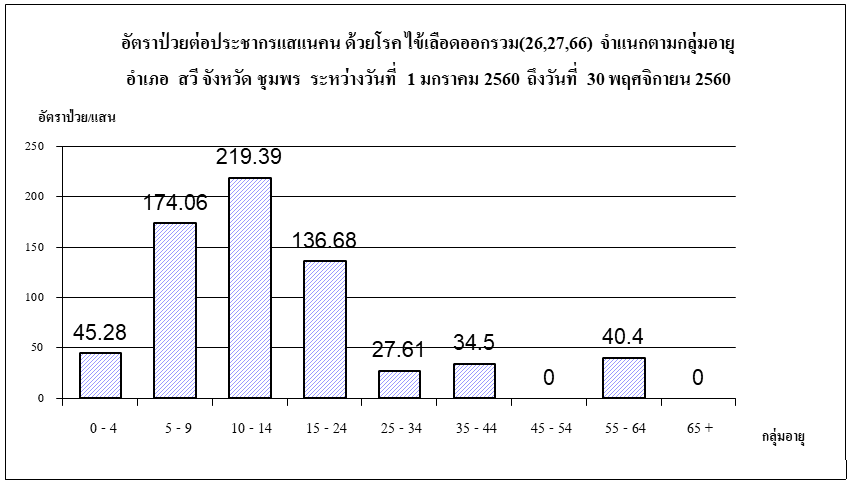 อัตราป่วยต่อประชากรแสนคน ด้วยโรค ไข้เลือดออกรวม(26,27,66) จำแนกตามกลุ่มอายุ
อำเภอ สวี จังหวัด ชุมพร ระหว่างวันที่ 1 มกราคม 2560 ถึงวันที่ 30 พฤศจิกายน 2560
อัตราป่วย/แสน
250
219.39
200
174.06
150
136.68
100
50
45.28
27.61
34.5
0
40.4
0
0
0 - 4
5 - 9
10 - 14
15 - 24
25 - 34
35 - 44
45 - 54
55 - 64
65 +
กลุ่มอายุ